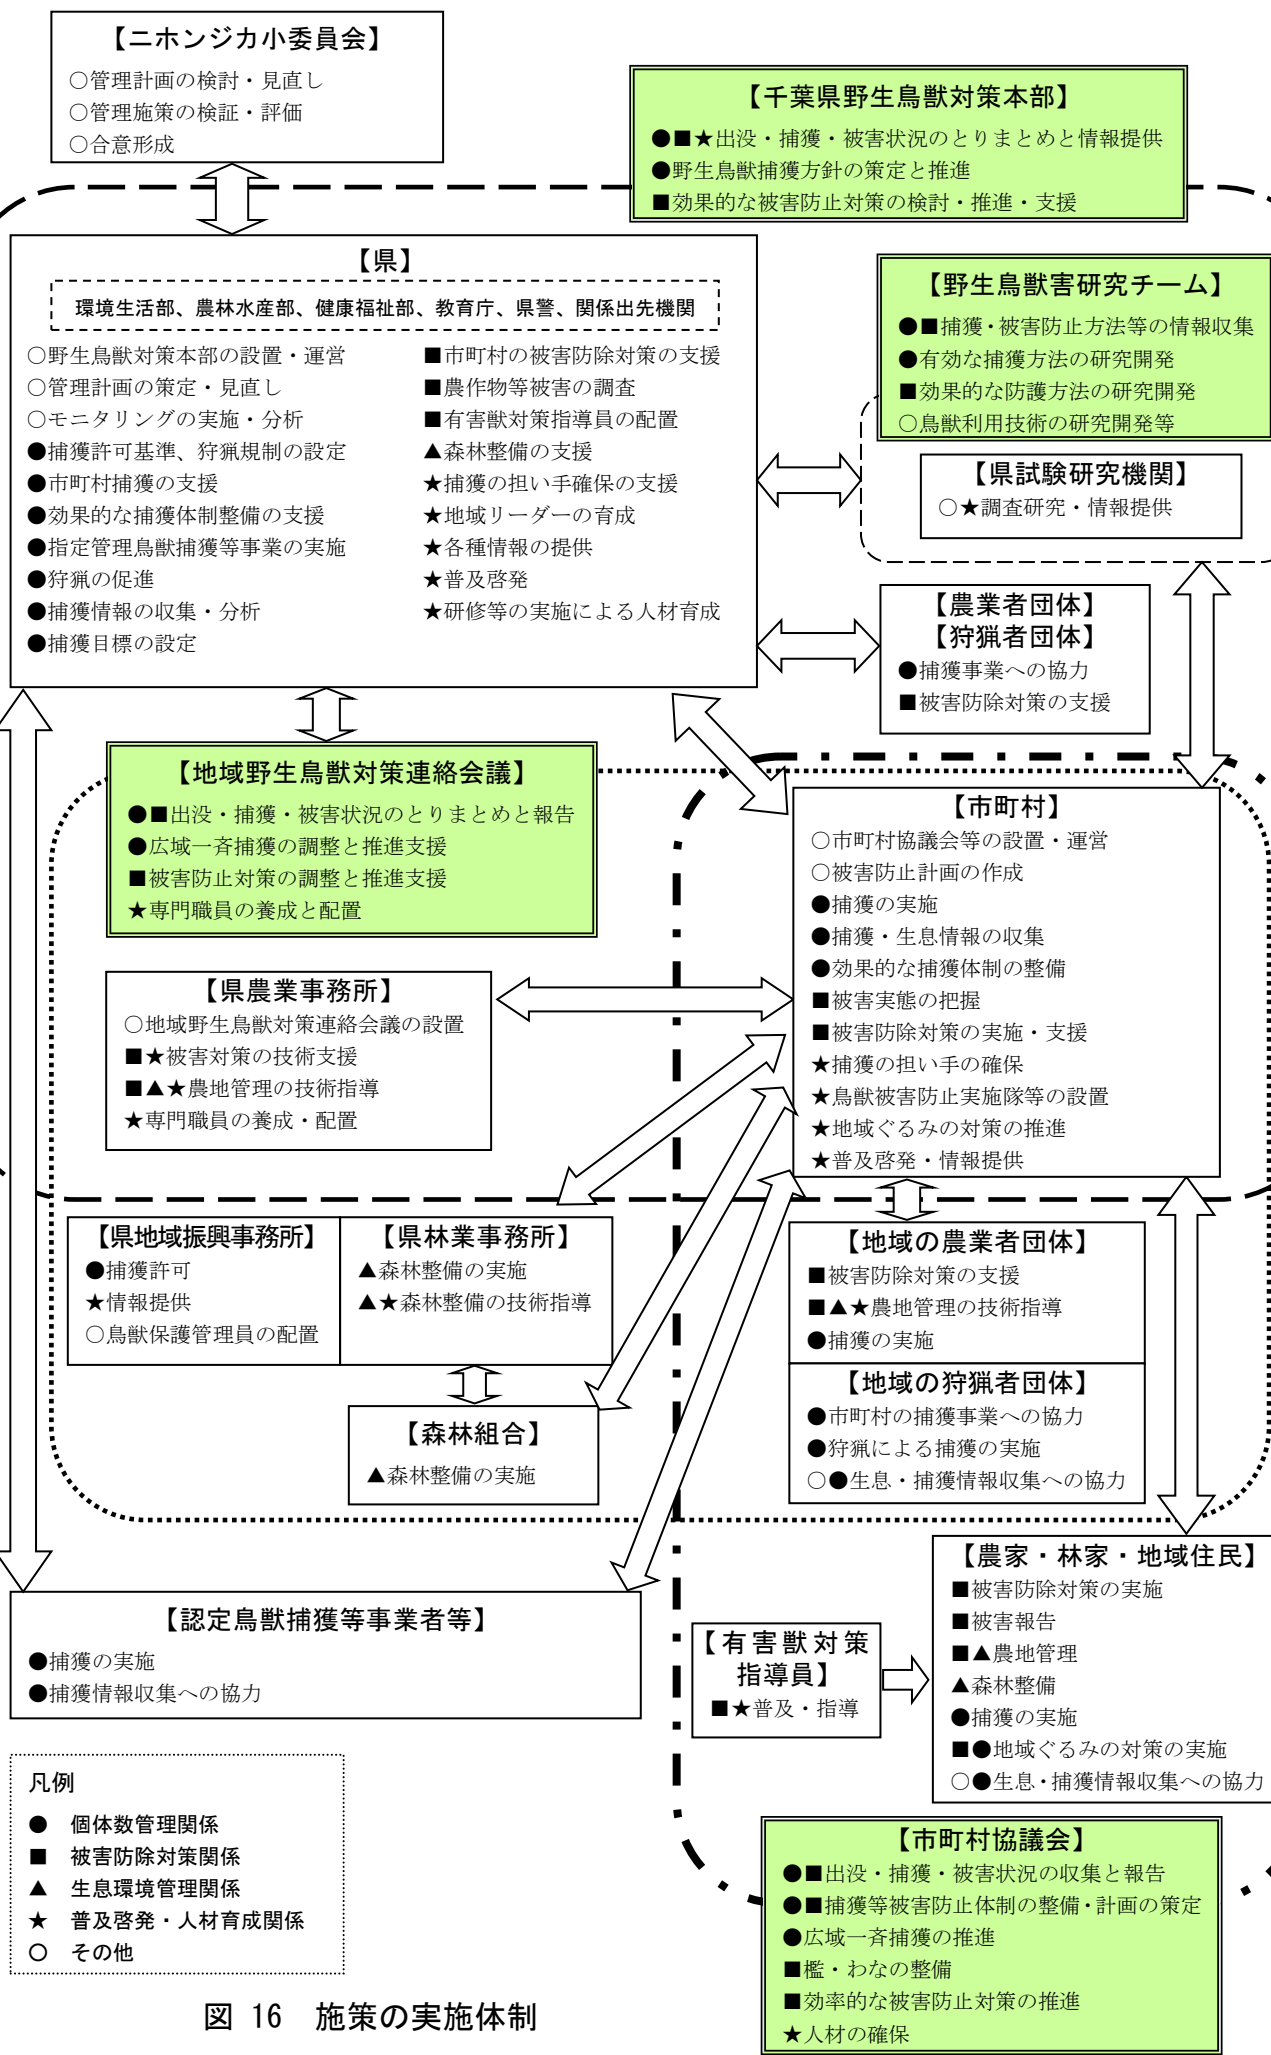 【ニホンジカ小委員会】
○管理計画の検討・見直し
○管理施策の検証・評価
○合意形成
【千葉県野生鳥獣対策本部】
●■★出没・捕獲・被害状況のとりまとめと情報提供
●野生鳥獣捕獲方針の策定と推進
■効果的な被害防止対策の検討・推進・支援
【県】
環境生活部、農林水産部、健康福祉部、教育庁、県警、関係出先機関
○野生鳥獣対策本部の設置・運営
○管理計画の策定・見直し
○モニタリングの実施・分析
●捕獲許可基準、狩猟規制の設定
●市町村捕獲の支援
●効果的な捕獲体制整備の支援
●指定管理鳥獣捕獲等事業の実施
●狩猟の促進
●捕獲情報の収集・分析
●捕獲目標の設定
■市町村の被害防除対策の支援
■農作物等被害の調査
■有害獣対策指導員の配置
▲森林整備の支援
★捕獲の担い手確保の支援
★地域リーダーの育成
★各種情報の提供
★普及啓発
★研修等の実施による人材育成
【野生鳥獣害研究チーム】
●■捕獲・被害防止方法等の情報収集
●有効な捕獲方法の研究開発
■効果的な防護方法の研究開発
○鳥獣利用技術の研究開発等
【県試験研究機関】
○★調査研究・情報提供
【農業者団体】
【狩猟者団体】
●捕獲事業への協力
■被害防除対策の支援
【地域野生鳥獣対策連絡会議】
●■出没・捕獲・被害状況のとりまとめと報告
●広域一斉捕獲の調整と推進支援
■被害防止対策の調整と推進支援
★専門職員の養成と配置
【市町村】
○市町村協議会等の設置・運営
○被害防止計画の作成
●捕獲の実施
●捕獲・生息情報の収集
●効果的な捕獲体制の整備
■被害実態の把握
■被害防除対策の実施・支援
★捕獲の担い手の確保
★鳥獣被害防止実施隊等の設置
★地域ぐるみの対策の推進
★普及啓発・情報提供
【県農業事務所】
○地域野生鳥獣対策連絡会議の設置
■★被害対策の技術支援
■▲★農地管理の技術指導
★専門職員の養成・配置
【県地域振興事務所】
●捕獲許可
★情報提供
○鳥獣保護管理員の配置
【県林業事務所】
▲森林整備の実施
▲★森林整備の技術指導
【地域の農業者団体】
■被害防除対策の支援
■▲★農地管理の技術指導
●捕獲の実施
【地域の狩猟者団体】
●市町村の捕獲事業への協力
●狩猟による捕獲の実施
○●生息・捕獲情報収集への協力
【森林組合】
▲森林整備の実施
【農家・林家・地域住民】
■被害防除対策の実施
■被害報告
■▲農地管理
▲森林整備
●捕獲の実施
■●地域ぐるみの対策の実施
○●生息・捕獲情報収集への協力
【認定鳥獣捕獲等事業者等】
●捕獲の実施
●捕獲情報収集への協力
【有害獣対策
指導員】
■★普及・指導
凡例
● 個体数管理関係
■ 被害防除対策関係
▲ 生息環境管理関係
★ 普及啓発・人材育成関係
○ その他
【市町村協議会】
●■出没・捕獲・被害状況の収集と報告
●■捕獲等被害防止体制の整備・計画の策定
●広域一斉捕獲の推進
■檻・わなの整備
■効率的な被害防止対策の推進
★人材の確保
図 16 施策の実施体制